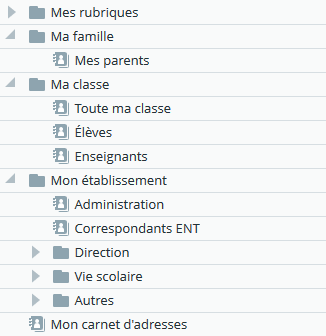 Mes rubriques
Ma famille
Mes parents
Ma classe
Toute ma classe
Élèves
Enseignants
Mon établissement
Administration
Correspondants ENT
Direction
Vie scolaire
Autres
Mon carnet d'adresses